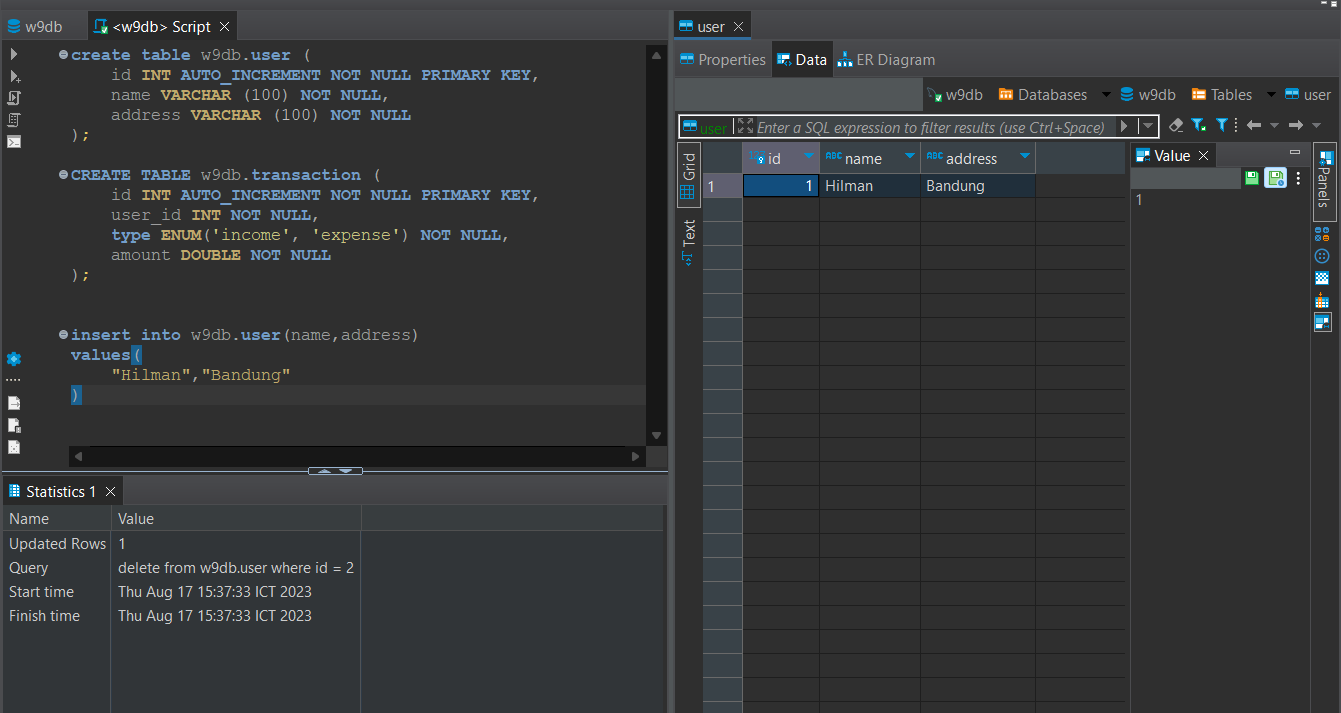 w9db
<w9db> Script
create table w9db.user (
id INT AUTO_INCREMENT NOT NULL PRIMARY KEY,
name VARCHAR (100) NOT NULL,
address VARCHAR (100) NOT NULL
);
CREATE TABLE w9db.transaction (
id INT AUTO_INCREMENT NOT NULL PRIMARY KEY,
user_id INT NOT NULL,
type ENUM('income', 'expense') NOT NULL,
amount DOUBLE NOT NULL
);
insert into w9db.user(name,address)
values(
"Hilman","Bandung"
)
Statistics 1
Name Value
Updated Rows 1
Query delete from w9db.user where id = 2
Start time Thu Aug 17 15:37:33 ICT 2023
Finish time Thu Aug 17 15:37:33 ICT 2023
user
Properties Data ER Diagram
w9db Databases w9db Tables user
user Enter a SQL expression to filter results (use Ctrl+Space)
Grid
Text
id ABC name ABC address
1 1 Hilman Bandung
Value
1
Panels